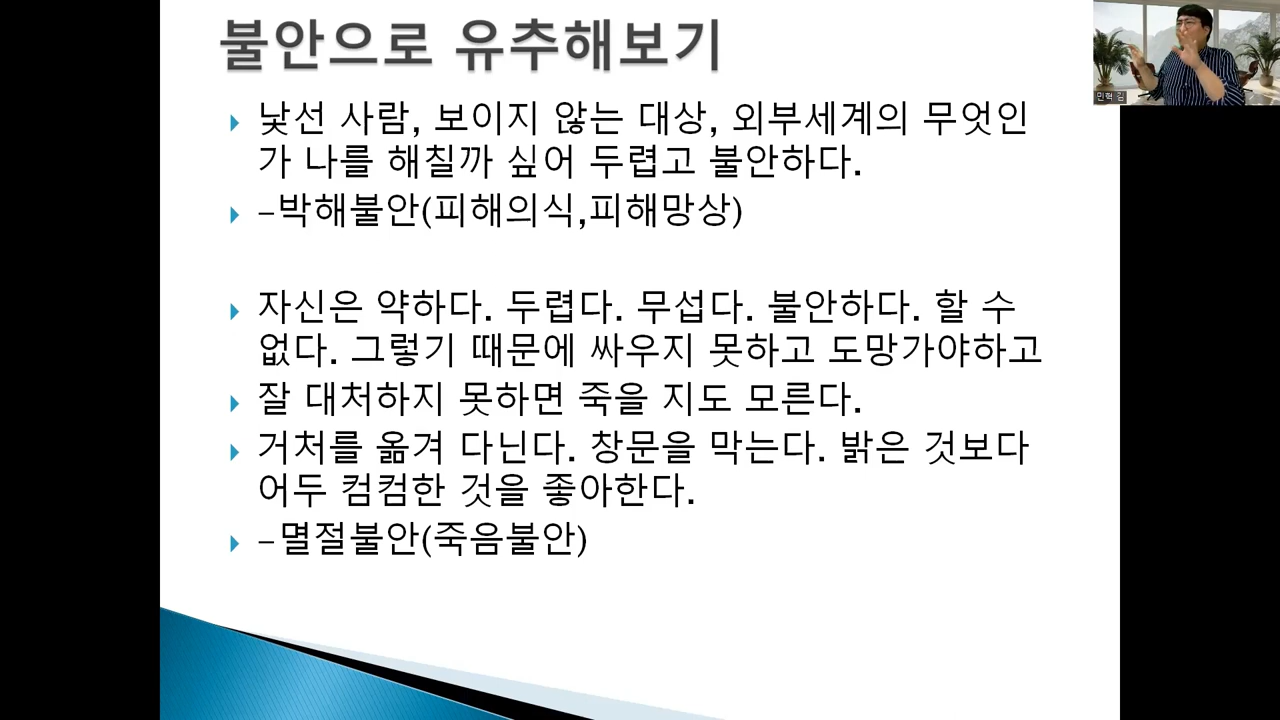 불안으로 유추해보기
민혁 김
낯선 사람, 보이지 않는 대상, 외부세계의 무엇인
가 나를 해칠까 싶어 두렵고 불안하다.
–박해불안(피해의식,피해망상)
자신은 약하다. 두렵다. 무섭다. 불안하다. 할 수
없다. 그렇기 때문에 싸우지 못하고 도망가야하고
잘 대처하지 못하면 죽을 지도 모른다.
거처를 옮겨 다닌다. 창문을 막는다. 밝은 것보다
어두 컴컴한 것을 좋아한다.
–멸절불안(죽음불안)